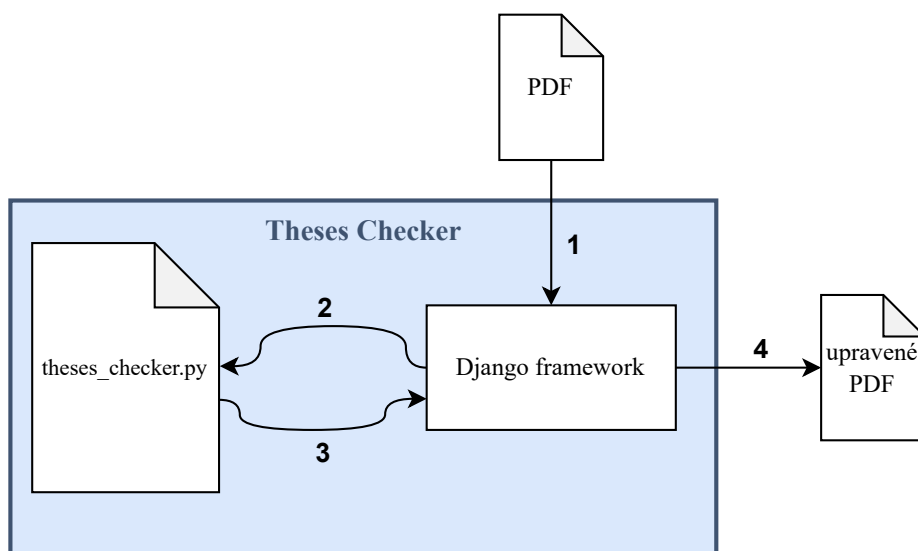 PDF
Theses Checker
1
2
theses_checker.py
Django framework
4
upravené
PDF
3